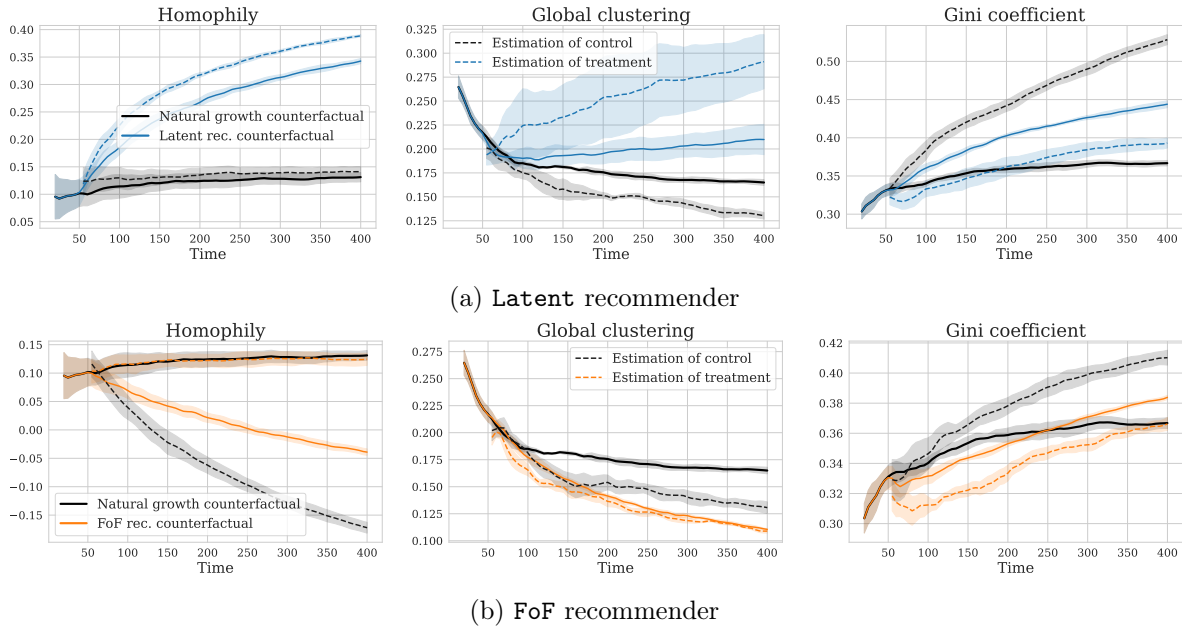 Homophily
Global clustering
Gini coefficient
0.40
0.35
0.30
0.25
0.20
0.15
0.10
0.05
Natural growth counterfactual
Latent rec. counterfactual
50 100 150 200 250 300 350 400
Time
0.325
0.300
0.275
0.250
0.225
0.200
0.175
0.150
0.125
Estimation of control
Estimation of treatment
50 100 150 200 250 300 350 400
Time
0.50
0.45
0.40
0.35
0.30
50 100 150 200 250 300 350 400
Time
(a) Latent recommender
Homophily
Global clustering
Gini coefficient
0.15
0.10
0.05
0.00
−0.05
−0.10
−0.15
Natural growth counterfactual
FoF rec. counterfactual
50 100 150 200 250 300 350 400
Time
0.275
0.250
0.225
0.200
0.175
0.150
0.125
0.100
Estimation of control
Estimation of treatment
50 100 150 200 250 300 350 400
Time
0.42
0.40
0.38
0.36
0.34
0.32
0.30
50 100 150 200 250 300 350 400
Time
(b) FoF recommender